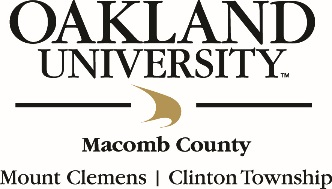 OAKLAND
UNIVERSITY™
Macomb County
Mount Clemens | Clinton Township